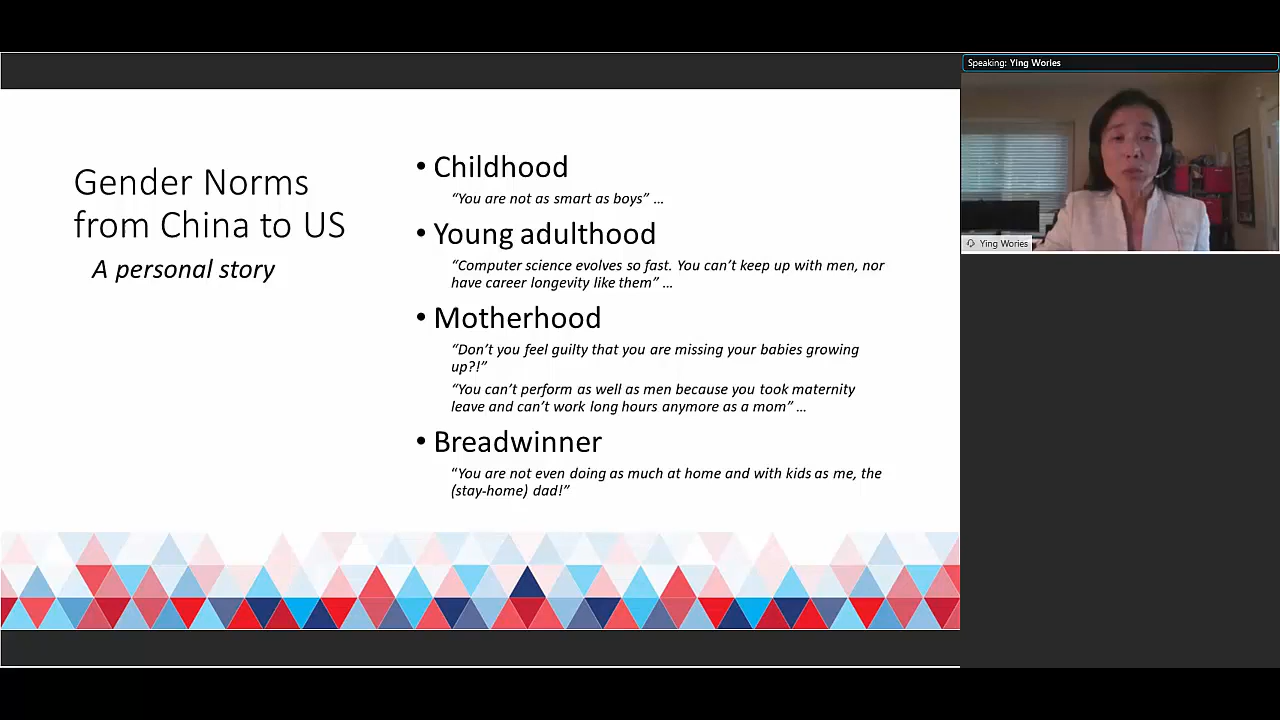 Gender Norms
from China to US
A personal story
• Childhood
“You are not as smart as boys” …
• Young adulthood
“Computer science evolves so fast. You can’t keep up with men, nor
have career longevity like them” …
• Motherhood
“Don’t you feel guilty that you are missing your babies growing
up?!”
“You can’t perform as well as men because you took maternity
leave and can’t work long hours anymore as a mom” …
• Breadwinner
“You are not even doing as much at home and with kids as me, the
(stay-home) dad!”
Speaking: Ying Wories
Ying Wories